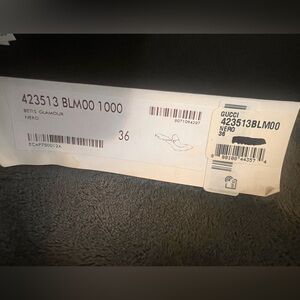 423513 BLM00 1000
BETIS GLAMOUR
NERO
36
GUCCI
423513BLM00
NERO
36